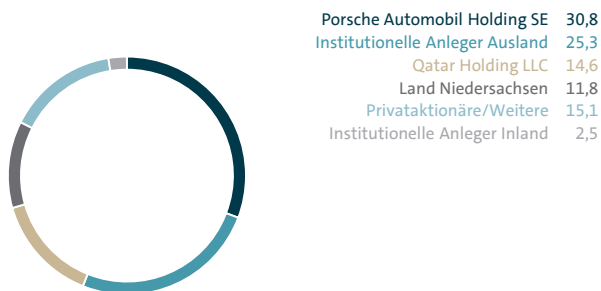 Porsche Automobil Holding SE 30,8
Institutionelle Anleger Ausland 25,3
Qatar Holding LLC 14,6
Land Niedersachsen 11,8
Privataktionäre/Weitere 15,1
Institutionelle Anleger Inland 2,5